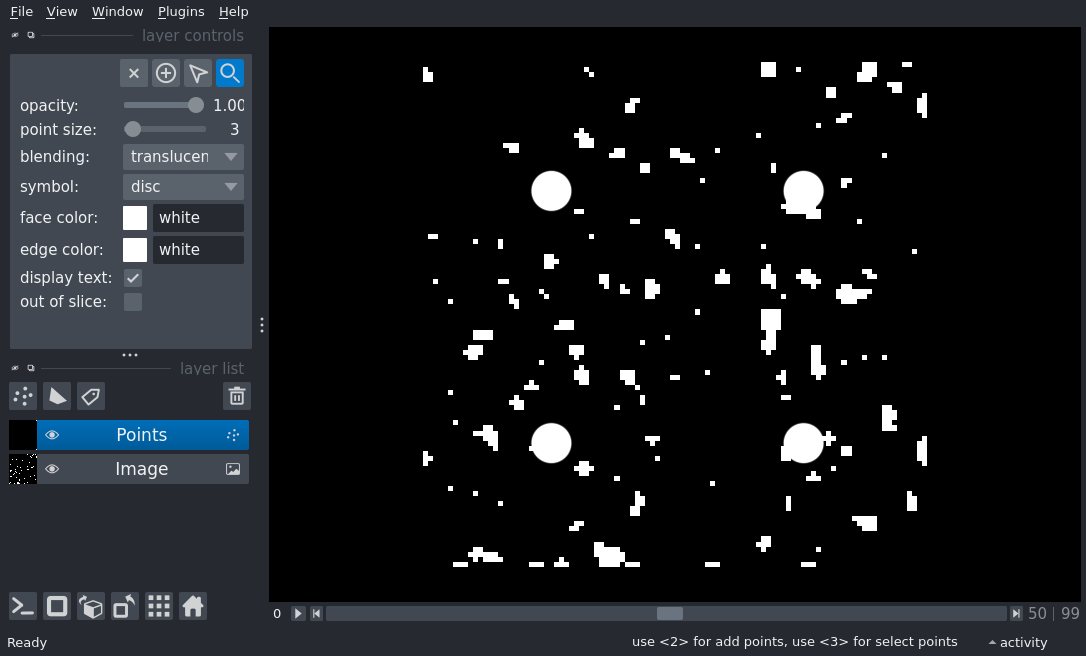 File View Window Plugins Help
layer controls
opacity: 1.00
point size: 3
blending: translucen
symbol: disc
face color: white
edge color: white
display text:
out of slice:
layer list
Points
Image
0 50 | 99
Ready use <2> for add points, use <3> for select points activity